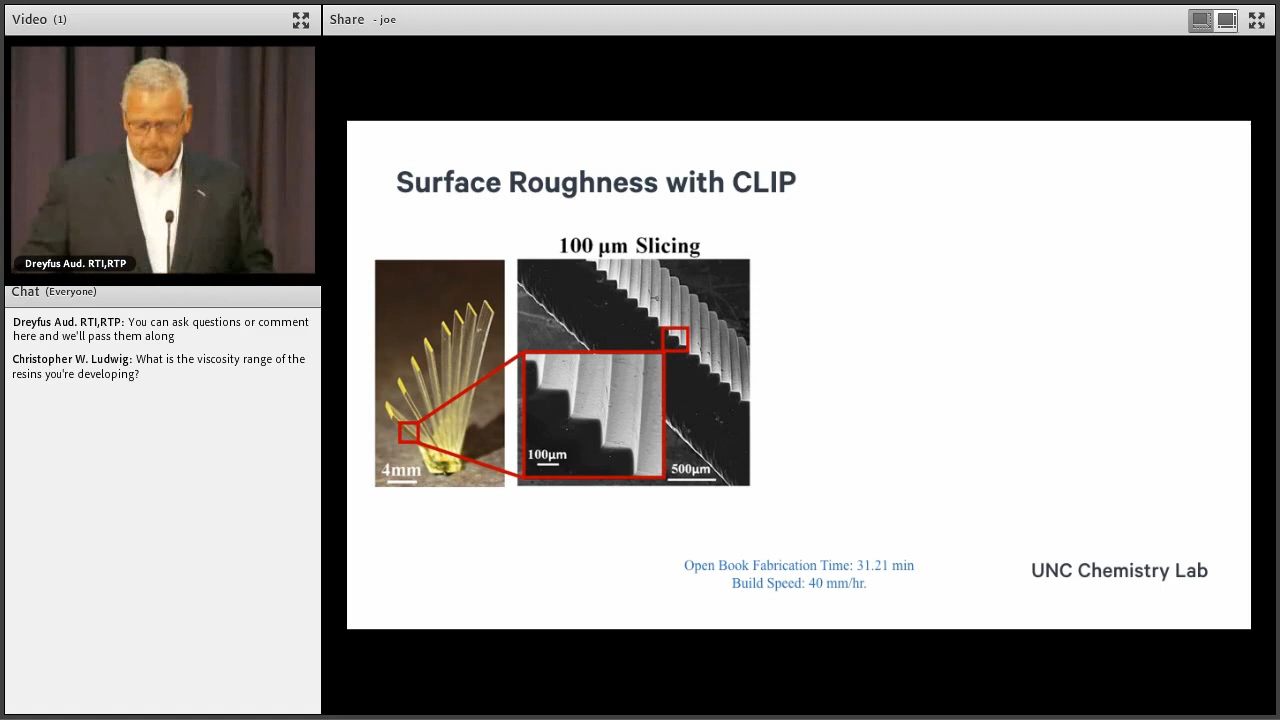 Video (1)
Share - joe
Dreyfus Aud. RTI,RTP
Chat (Everyone)
Dreyfus Aud. RTI,RTP: You can ask questions or comment
here and we'll pass them along
Christopher W. Ludwig: What is the viscosity range of the
resins you're developing?
Surface Roughness with CLIP
100 μm Slicing
4mm
100μm
500μm
Open Book Fabrication Time: 31.21 min
Build Speed: 40 mm/hr.
UNC Chemistry Lab